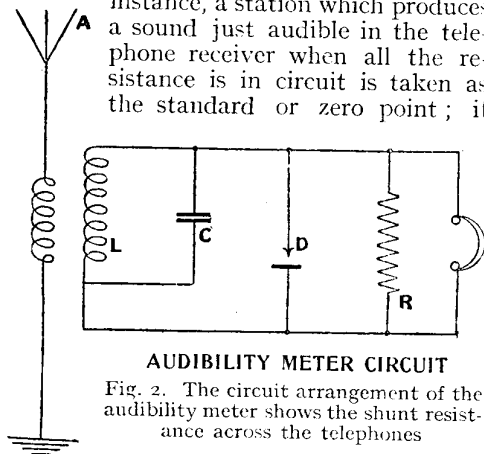 instance, a station which produces
a sound just audible in the tele-
phone receiver when all the re-
sistance is in circuit is taken as
the standard or zero point ; if
A
L
C
D
R
AUDIBILITY METER CIRCUIT
Fig. 2. The circuit arrangement of the
audibility meter shows the shunt resist-
ance across the telephones